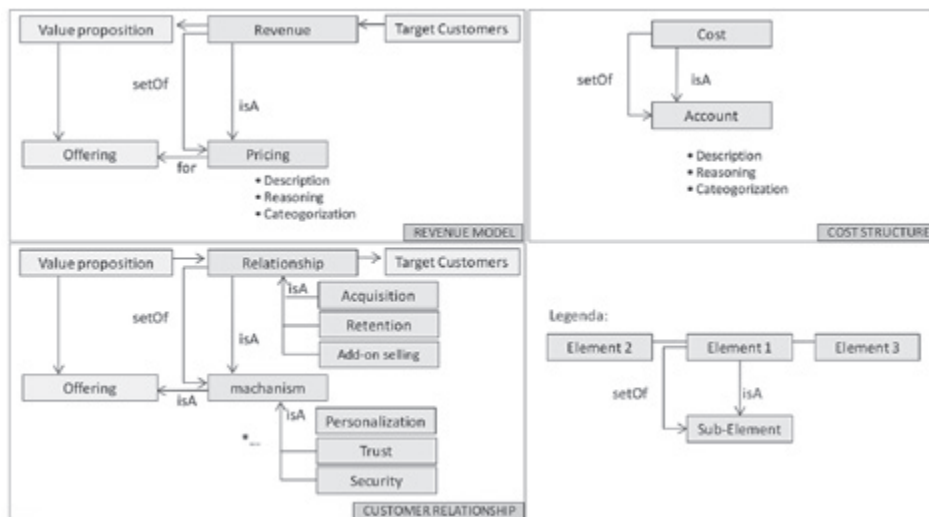 Value proposition
Revenue
Target Customers
setOf
isA
Offering
for
Pricing
• Description
• Reasoning
• Cateogorization
REVENUE MODEL
Cost
setOf
isA
Account
• Description
• Reasoning
• Cateogorization
COST STRUCTURE
Value proposition
Relationship
Target Customers
isA
Acquisition
setOf
Retention
isA
Add-on selling
Offering
isA
machanism
isA
Personalization
*...
Trust
Security
CUSTOMER RELATIONSHIP
Legenda:
Element 2
Element 1
Element 3
setOf
isA
Sub-Element